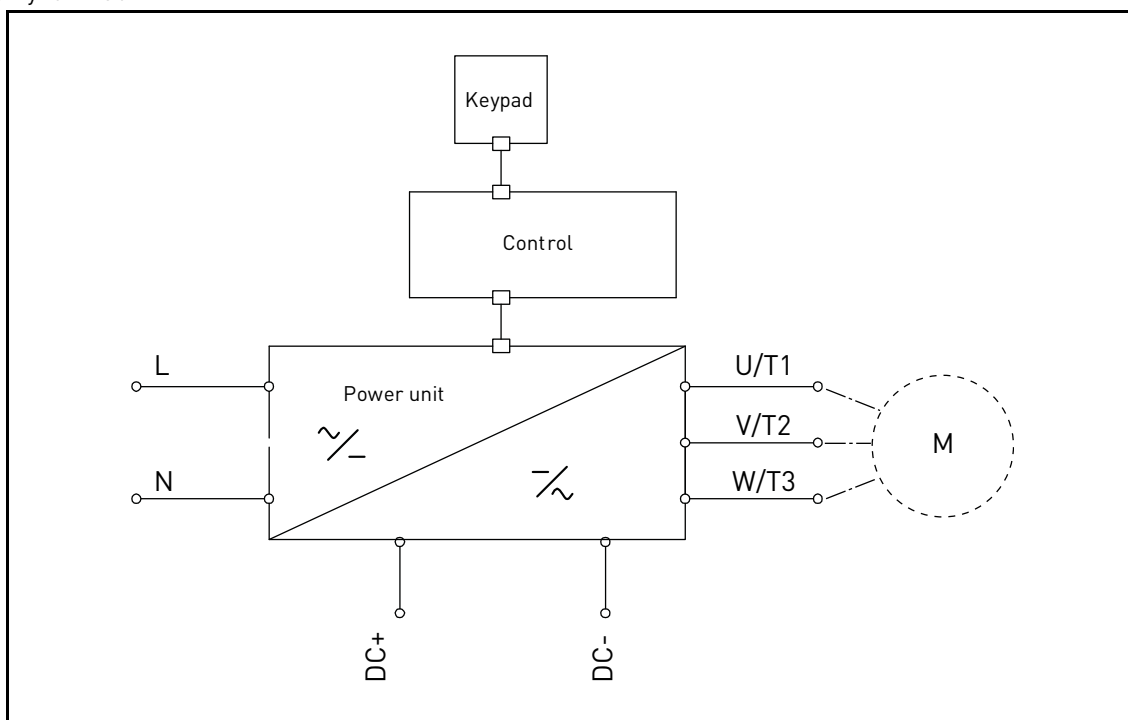 Keypad
Control
L
Power unit
U/T1
V/T2
M
N
W/T3
DC+
DC-